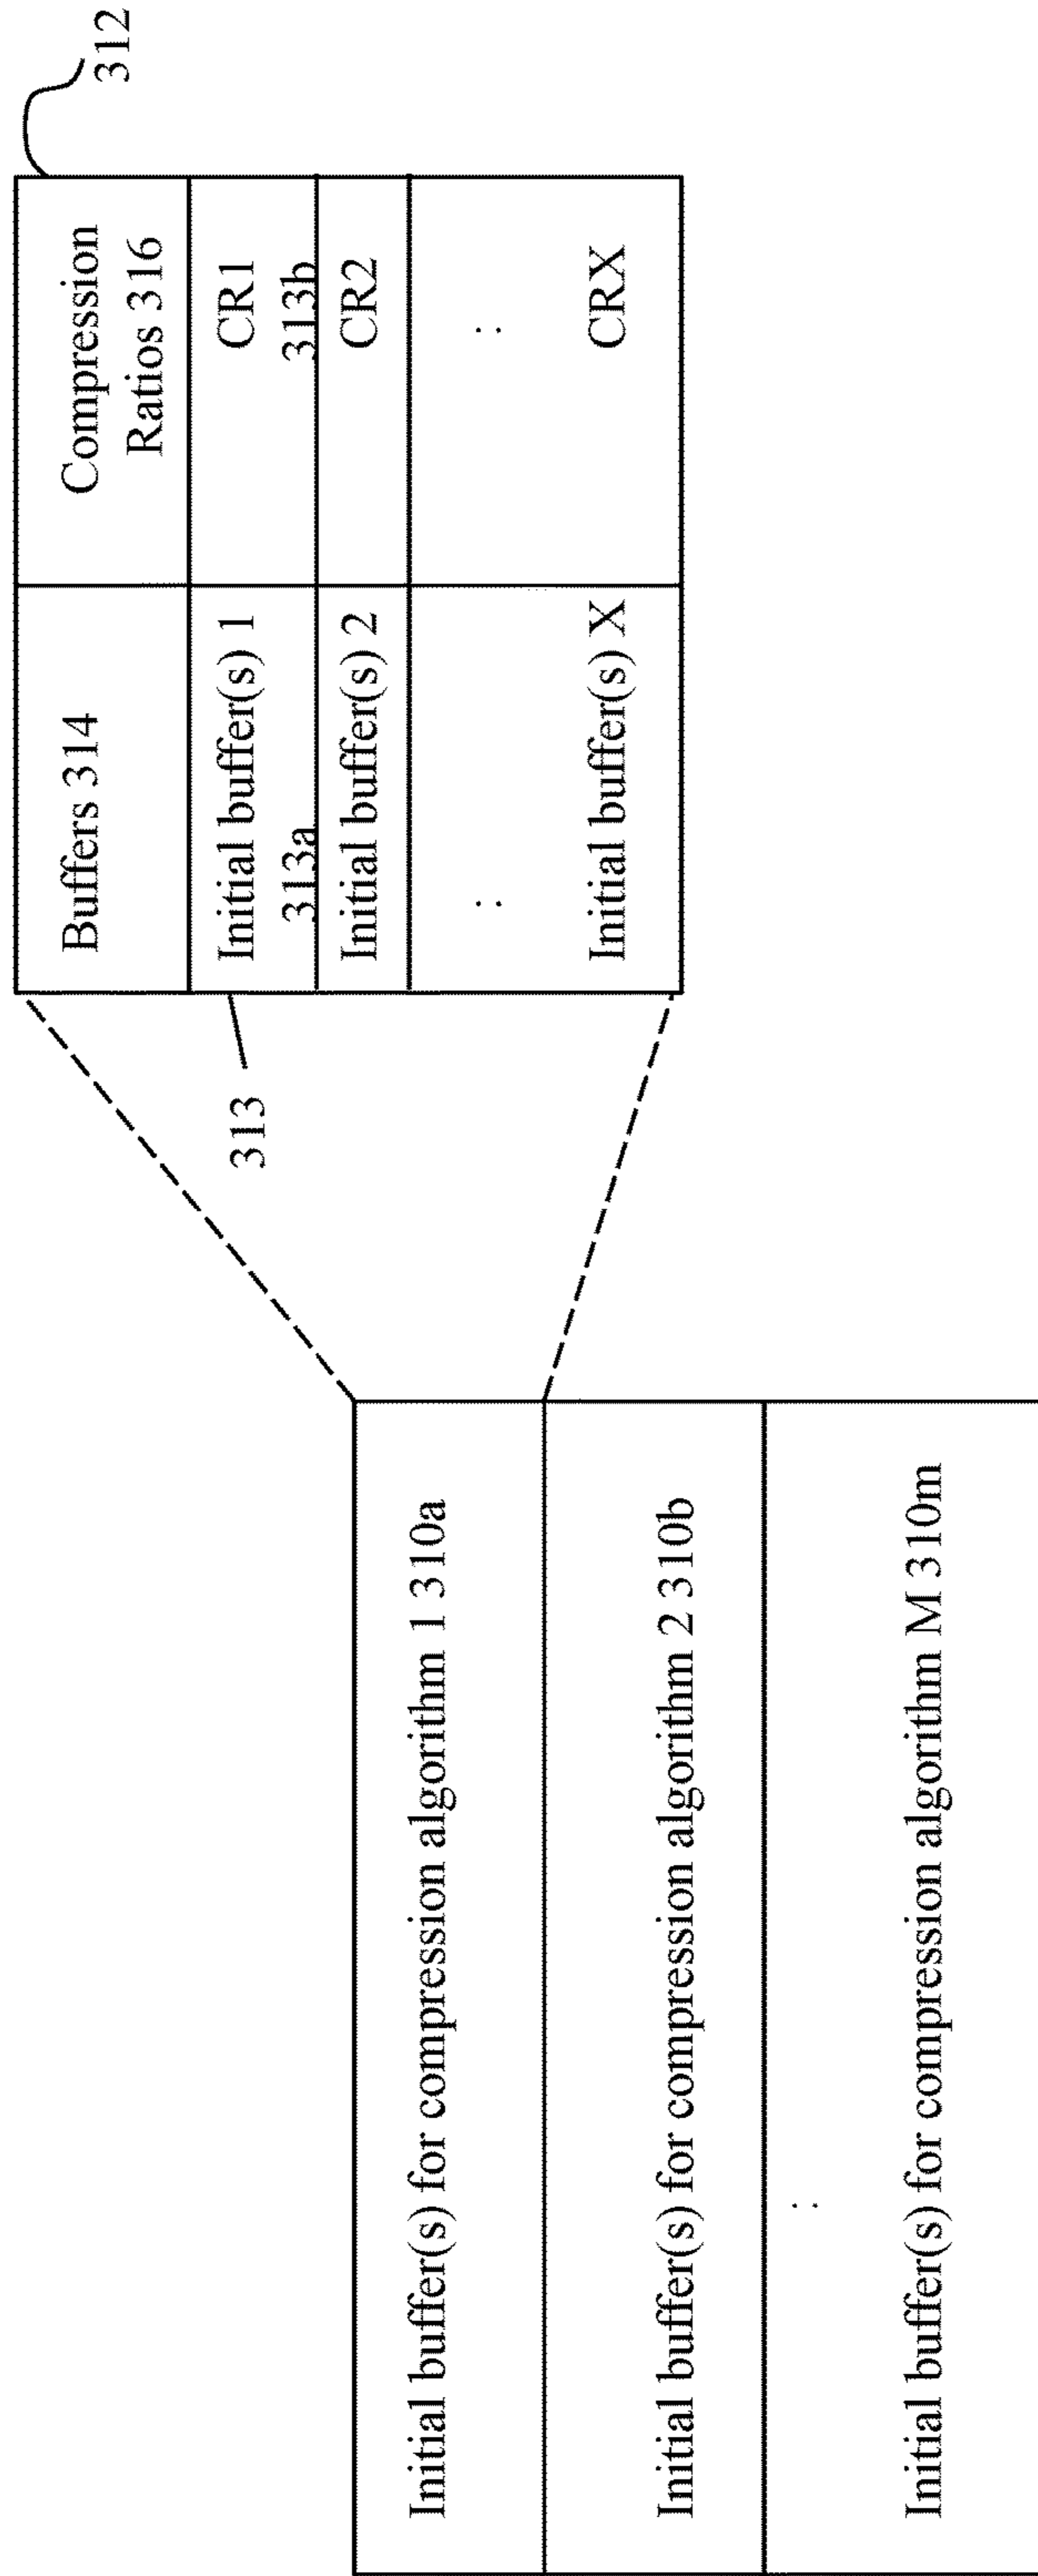 Initial buffer(s) for compression algorithm 1 310a
Initial buffer(s) for compression algorithm 2 310b
:
Initial buffer(s) for compression algorithm M 310m
312
Buffers 314
Compression
Ratios 316
313
Initial buffer(s) 1
313a
CR1
313b
Initial buffer(s) 2
CR2
:
:
Initial buffer(s) X
CRX